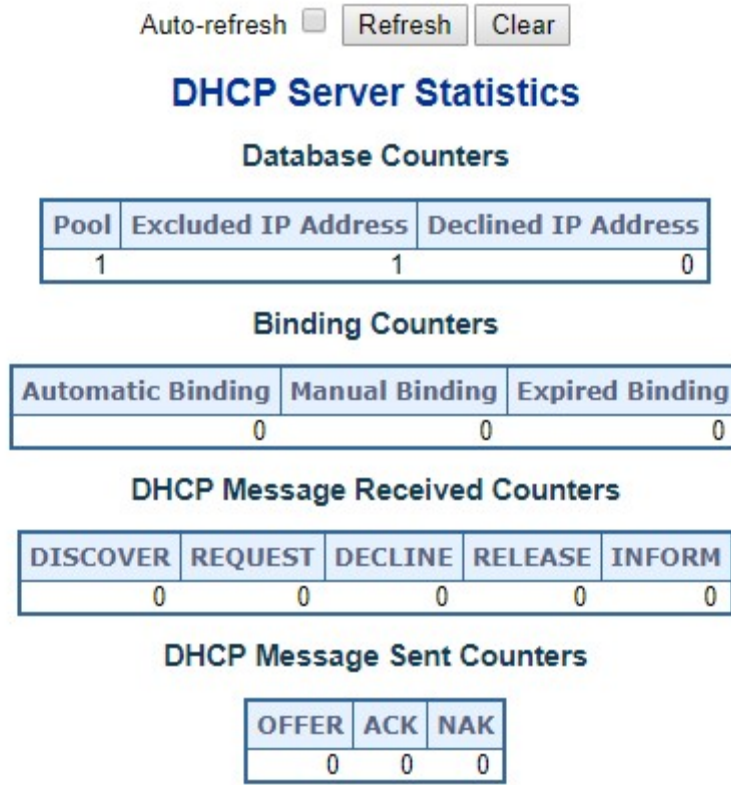 Auto-refresh Refresh Clear
DHCP Server Statistics
Database Counters
Pool Excluded IP Address Declined IP Address
1 1 0
Binding Counters
Automatic Binding Manual Binding Expired Binding
0 0 0
DHCP Message Received Counters
DISCOVER REQUEST DECLINE RELEASE INFORM
0 0 0 0 0
DHCP Message Sent Counters
OFFER ACK NAK
0 0 0